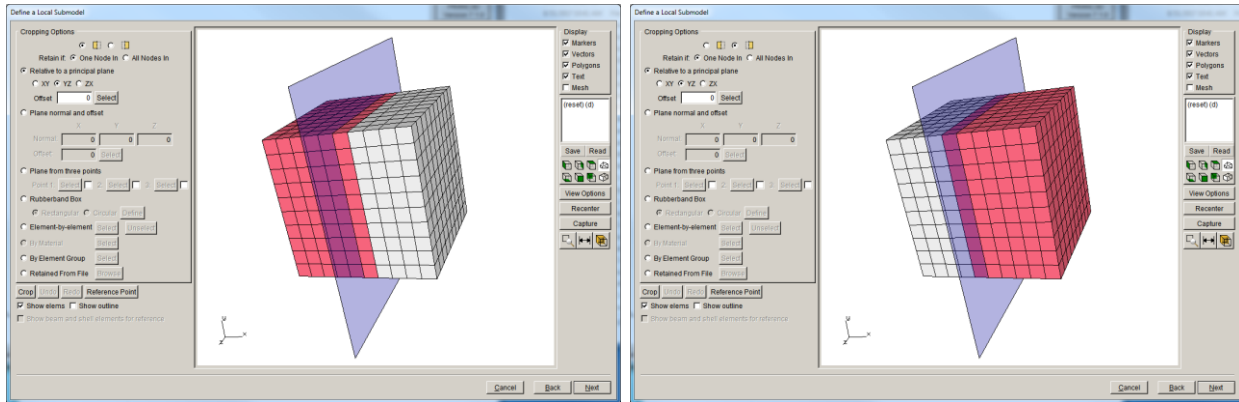 Define a Local Submodel
Cropping Options
Retain if: One Node In All Nodes In
Relative to a principal plane
XY YZ ZX
Offset 0 Select
Plane normal and offset
X Y Z
Normal 0 0 0
Offset 0 Select
Plane from three points
Point 1: Select 2: Select 3: Select
Rubberband Box
Rectangular Circular Define
Element-by-element Select Unselect
By Material Select
By Element Group Select
Retained From File Browse
Crop Undo Redo Reference Point
Show elems Show outline
Show beam and shell elements for reference
y
x
z
Display
Markers
Vectors
Polygons
Text
Mesh
(reset) (d)
Save Read
View Options
Recenter
Capture
Cancel Back Next
Define a Local Submodel
Cropping Options
Retain if: One Node In All Nodes In
Relative to a principal plane
XY YZ ZX
Offset 0 Select
Plane normal and offset
X Y Z
Normal 0 0 0
Offset 0 Select
Plane from three points
Point 1: Select 2: Select 3: Select
Rubberband Box
Rectangular Circular Define
Element-by-element Select Unselect
By Material Select
By Element Group Select
Retained From File Browse
Crop Undo Redo Reference Point
Show elems Show outline
Show beam and shell elements for reference
y
x
z
Display
Markers
Vectors
Polygons
Text
Mesh
(reset) (d)
Save Read
View Options
Recenter
Capture
Cancel Back Next